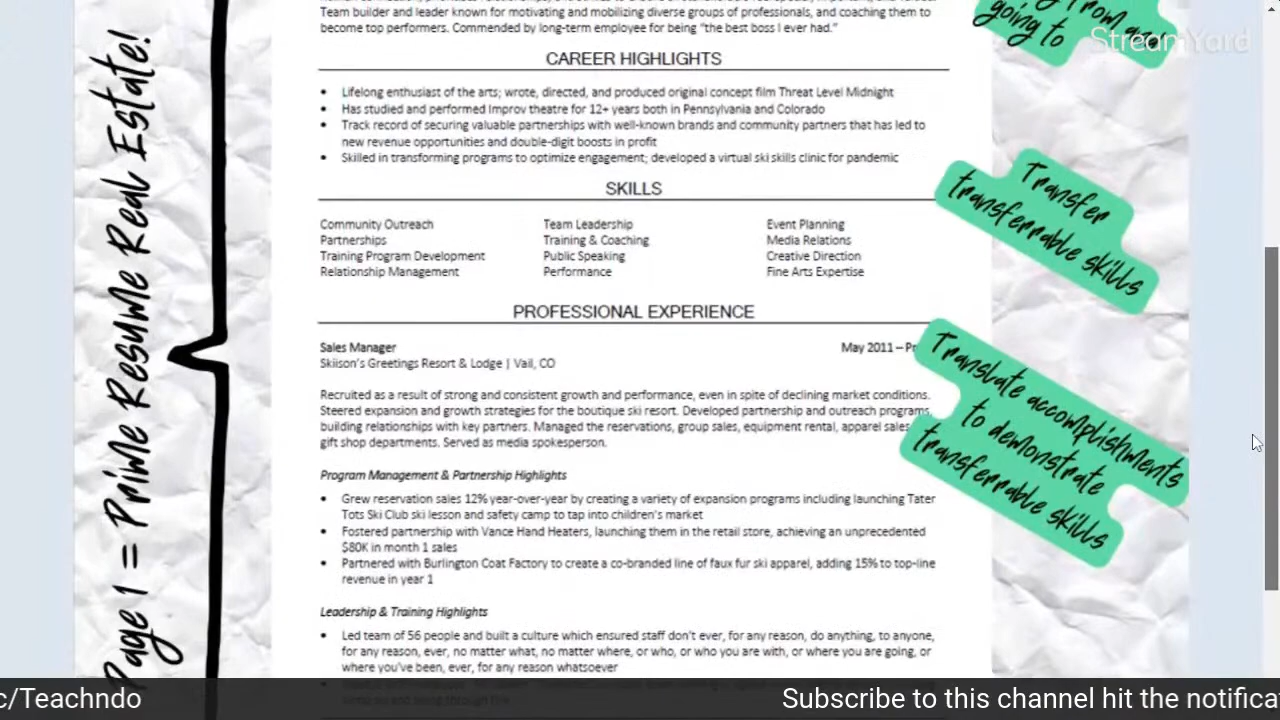 Team builder and leader known for motivating and mobilizing diverse groups of professionals, and coaching them to
become top performers. Commended by long-term employee for being "the best boss I ever had."
going to
StreamYard
CAREER HIGHLIGHTS
• Lifelong enthusiast of the arts; wrote, directed, and produced original concept film Threat Level Midnight
• Has studied and performed Improv theatre for 12+ years both in Pennsylvania and Colorado
• Track record of securing valuable partnerships with well-known brands and community partners that has led to
new revenue opportunities and double-digit boosts in profit
• Skilled in transforming programs to optimize engagement; developed a virtual ski skills clinic for pandemic
SKILLS
Community Outreach Team Leadership Event Planning
Partnerships Training & Coaching Media Relations
Training Program Development Public Speaking Creative Direction
Relationship Management Performance Fine Arts Expertise
Transfer
transferrable skills
PROFESSIONAL EXPERIENCE
Sales Manager May 2011 – Pr
Skiison's Greetings Resort & Lodge | Vail, CO
Recruited as a result of strong and consistent growth and performance, even in spite of declining market conditions.
Steered expansion and growth strategies for the boutique ski resort. Developed partnership and outreach programs,
building relationships with key partners. Managed the reservations, group sales, equipment rental, apparel sales
gift shop departments. Served as media spokesperson.
Translate accomplishments
to demonstrate
transferrable skills
Program Management & Partnership Highlights
• Grew reservation sales 12% year-over-year by creating a variety of expansion programs including launching Tater
Tots Ski Club ski lesson and safety camp to tap into children's market
• Fostered partnership with Vance Hand Heaters, launching them in the retail store, achieving an unprecedented
$80K in month 1 sales
• Partnered with Burlington Coat Factory to create a co-branded line of faux fur ski apparel, adding 15% to top-line
revenue in year 1
Leadership & Training Highlights
• Led team of 56 people and built a culture which ensured staff don't ever, for any reason, do anything, to anyone,
for any reason, ever, no matter what, no matter where, or who, or who you are with, or where you are going, or
where you've been, ever, for any reason whatsoever
Page 1 = Prime Resume Real Estate!
c/Teachndo
Subscribe to this channel hit the notifica